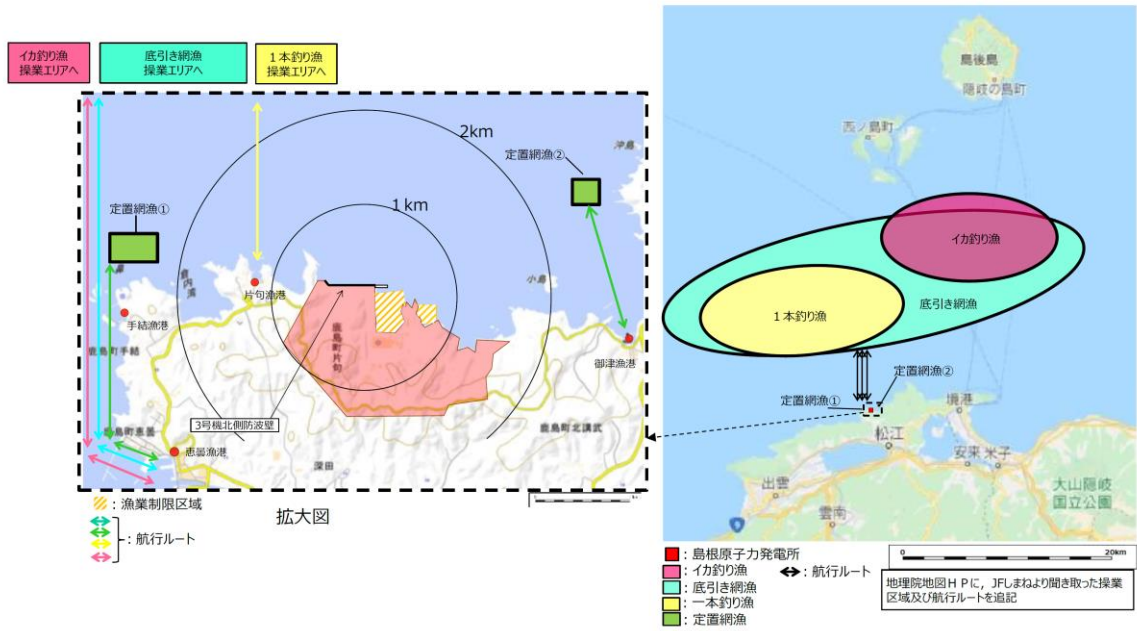 イカ釣り漁
操業エリアへ
底引き網漁
操業エリアへ
1本釣り漁
操業エリアへ
2km
1km
定置網漁②
沖島
定置網漁①
倉内湾
片句漁港
手結漁港
鹿島町手結
鹿島町片句
小島
御津漁港
3号機北側防波壁
恵曇漁港
鹿島町北講武
深田
:漁業制限区域
:航行ルート
拡大図
島後島
隠岐の島町
西ノ島町
イカ釣り漁
底引き網漁
1本釣り漁
定置網漁②
定置網漁①
境港
松江
安来
米子
出雲
雲南
大山隠岐
国立公園
9
:島根原子力発電所
:イカ釣り漁
:航行ルート
:底引き網漁
:一本釣り漁
:定置網漁
0
20km
地理院地図HPに,JFしまねより聞き取った操業
区域及び航行ルートを追記